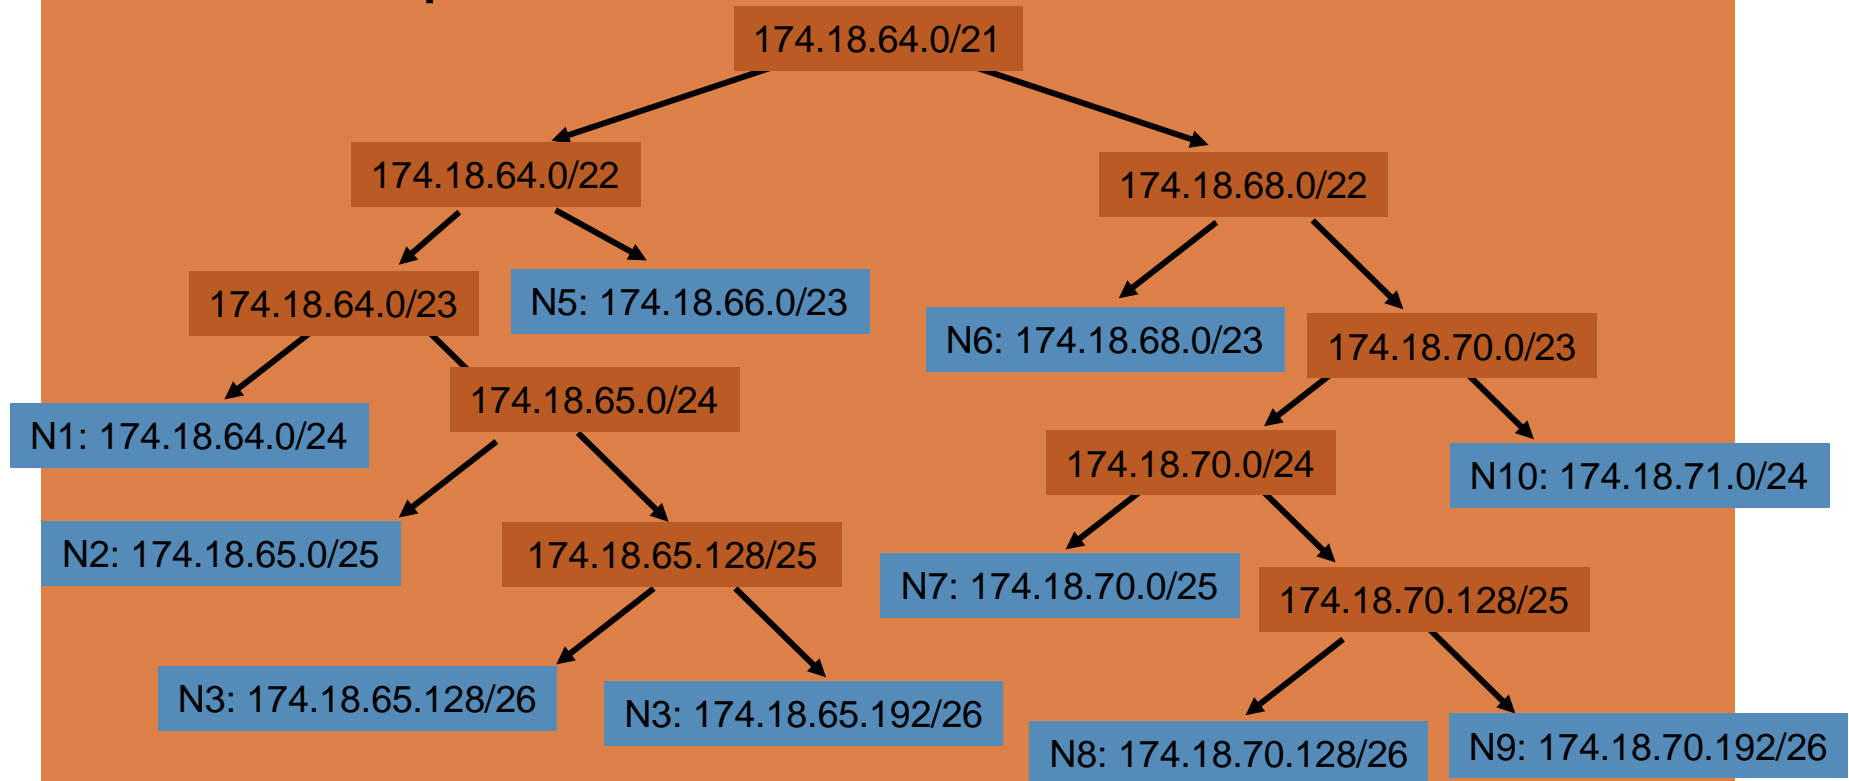 174.18.64.0/21
174.18.64.0/22
174.18.68.0/22
174.18.64.0/23
N5: 174.18.66.0/23
N6: 174.18.68.0/23
174.18.70.0/23
N1: 174.18.64.0/24
174.18.65.0/24
174.18.70.0/24
N10: 174.18.71.0/24
N2: 174.18.65.0/25
174.18.65.128/25
N7: 174.18.70.0/25
174.18.70.128/25
N3: 174.18.65.128/26
N3: 174.18.65.192/26
N8: 174.18.70.128/26
N9: 174.18.70.192/26